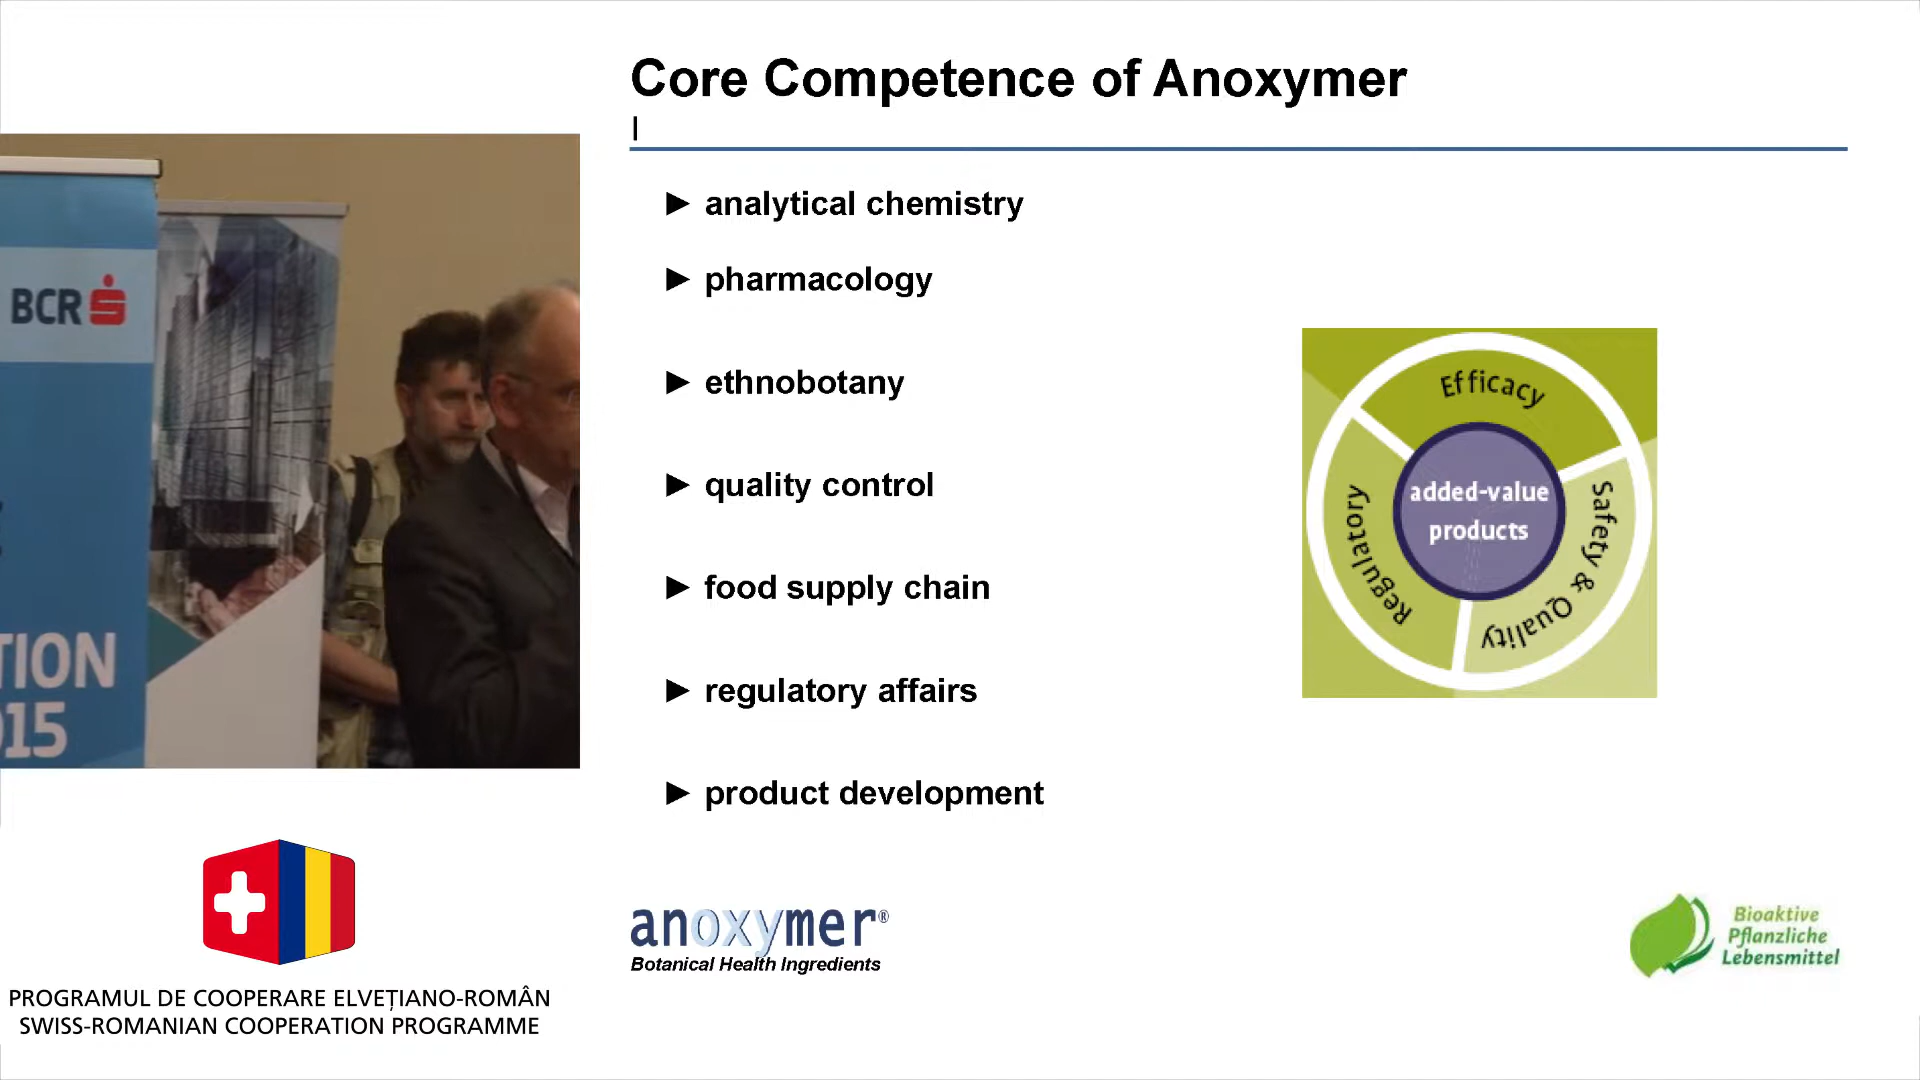 Core Competence of Anoxymer
► analytical chemistry
► pharmacology
► ethnobotany
► quality control
► food supply chain
► regulatory affairs
► product development
Efficacy
Safety & Quality
Regulatory
added-value
products
BCR
TION
015
PROGRAMUL DE COOPERARE ELVEȚIANO-ROMÂN
SWISS-ROMANIAN COOPERATION PROGRAMME
anoxymer®
Botanical Health Ingredients
Bioaktive
Pflanzliche
Lebensmittel